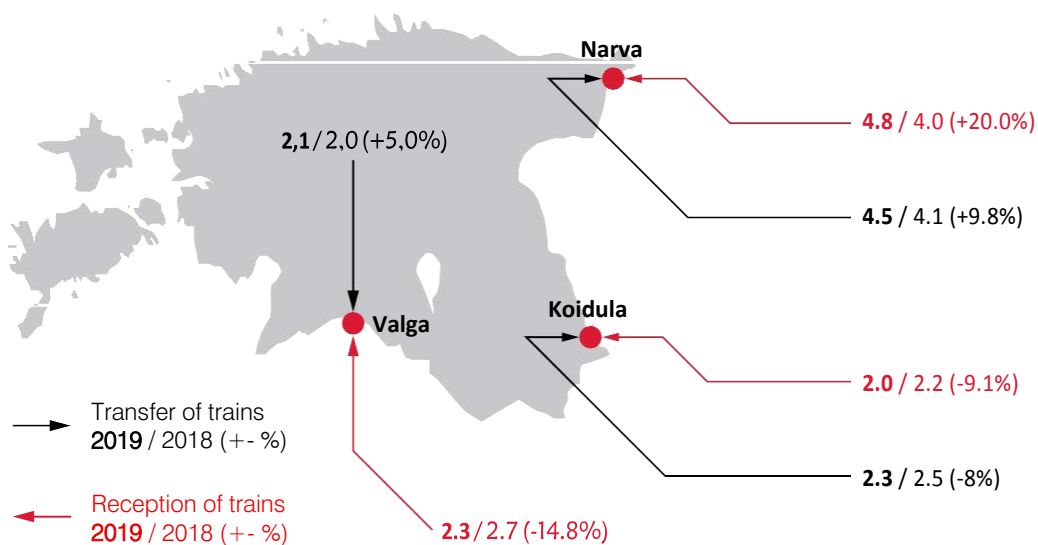 Narva
4.8 / 4.0 (+20.0%)
2,1 / 2,0 (+5,0%)
4.5 / 4.1 (+9.8%)
Koidula
Valga
2.0 / 2.2 (-9.1%)
Transfer of trains
2019 / 2018 (+- %)
2.3 / 2.5 (-8%)
Reception of trains
2019 / 2018 (+- %)
2.3 / 2.7 (-14.8%)